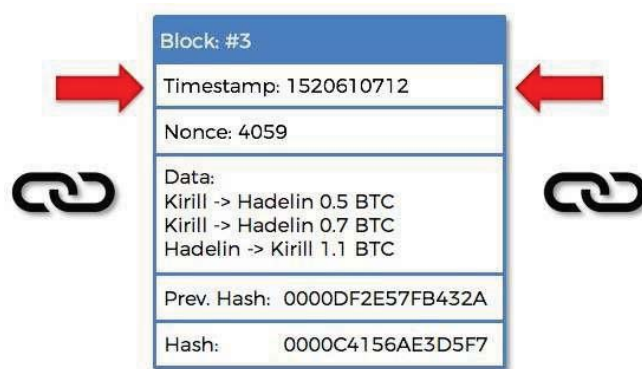 Block: #3
Timestamp: 1520610712
Nonce: 4059
Data:
Kirill -> Hadelin 0.5 BTC
Kirill -> Hadelin 0.7 BTC
Hadelin -> Kirill 1.1 BTC
Prev. Hash: 0000DF2E57FB432A
Hash: 0000C4156AE3D5F7